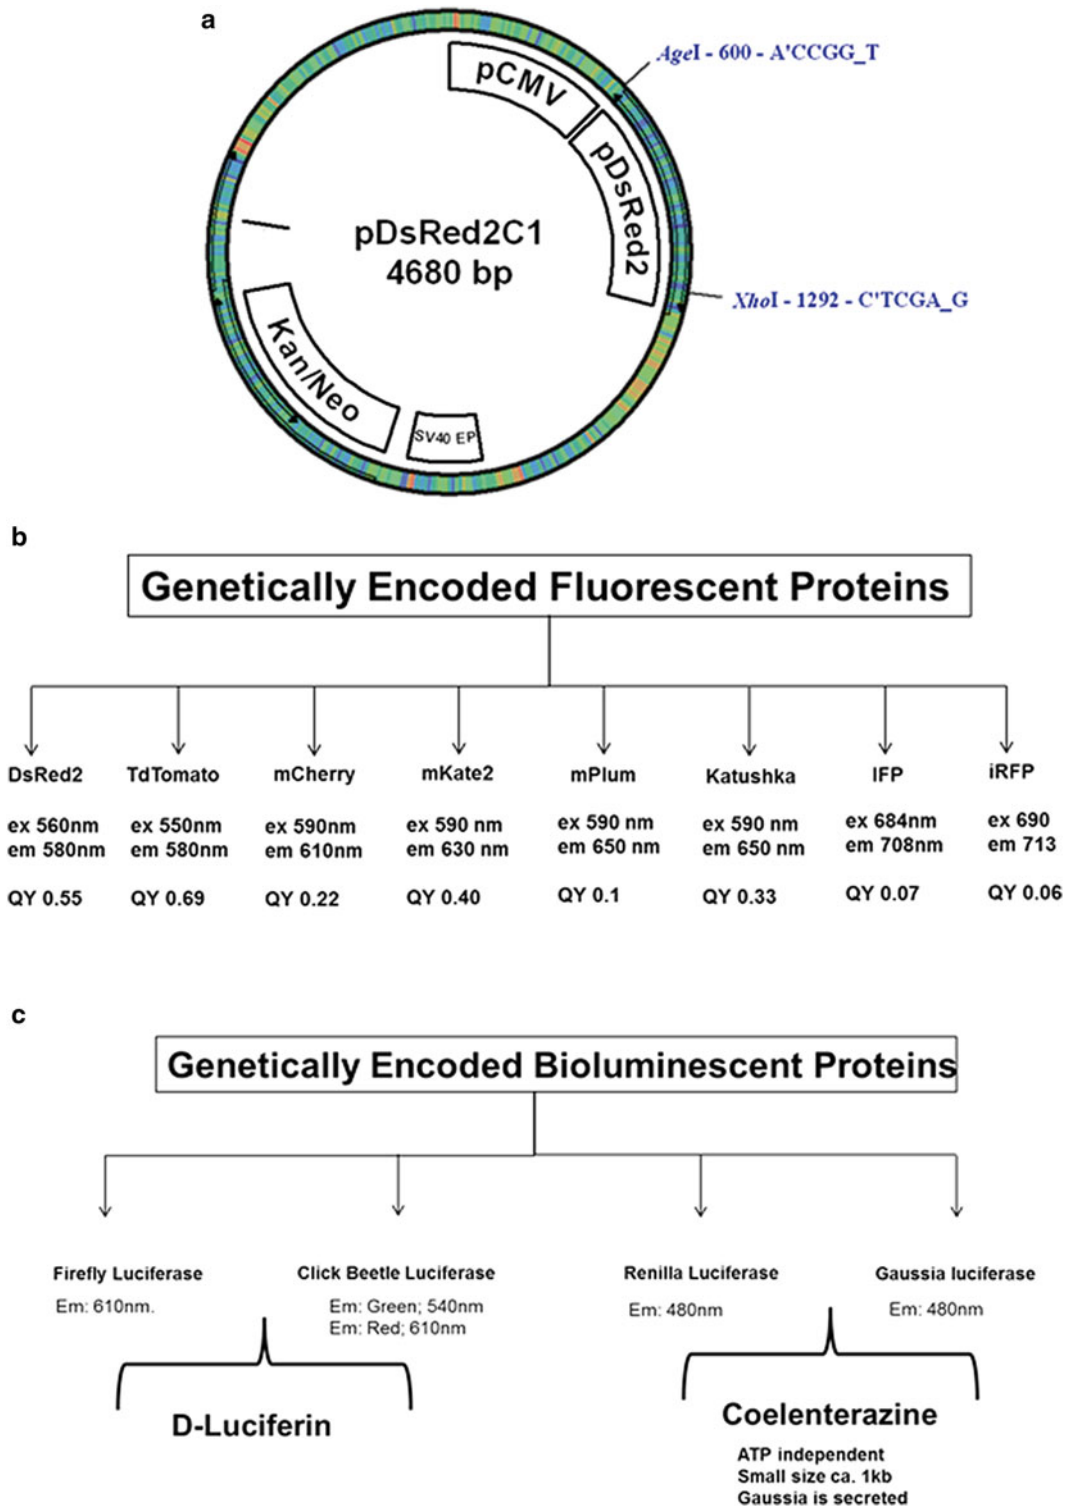 a
AgeI - 600 - A'CCGG_T
pCMV
pDsRed2
pDsRed2C1
4680 bp
XhoI - 1292 - C'TCGA_G
Kan/Neo
SV40 EP
b
Genetically Encoded Fluorescent Proteins
DsRed2 TdTomato mCherry mKate2 mPlum Katushka IFP iRFP
ex 560nm ex 550nm ex 590nm ex 590 nm ex 590 nm ex 590 nm ex 684nm ex 690
em 580nm em 580nm em 610nm em 630 nm em 650 nm em 650 nm em 708nm em 713
QY 0.55 QY 0.69 QY 0.22 QY 0.40 QY 0.1 QY 0.33 QY 0.07 QY 0.06
c
Genetically Encoded Bioluminescent Proteins
Firefly Luciferase Click Beetle Luciferase Renilla Luciferase Gaussia luciferase
Em: 610nm. Em: Green; 540nm Em: 480nm Em: 480nm
Em: Red; 610nm
D-Luciferin
Coelenterazine
ATP independent
Small size ca. 1kb
Gaussia is secreted